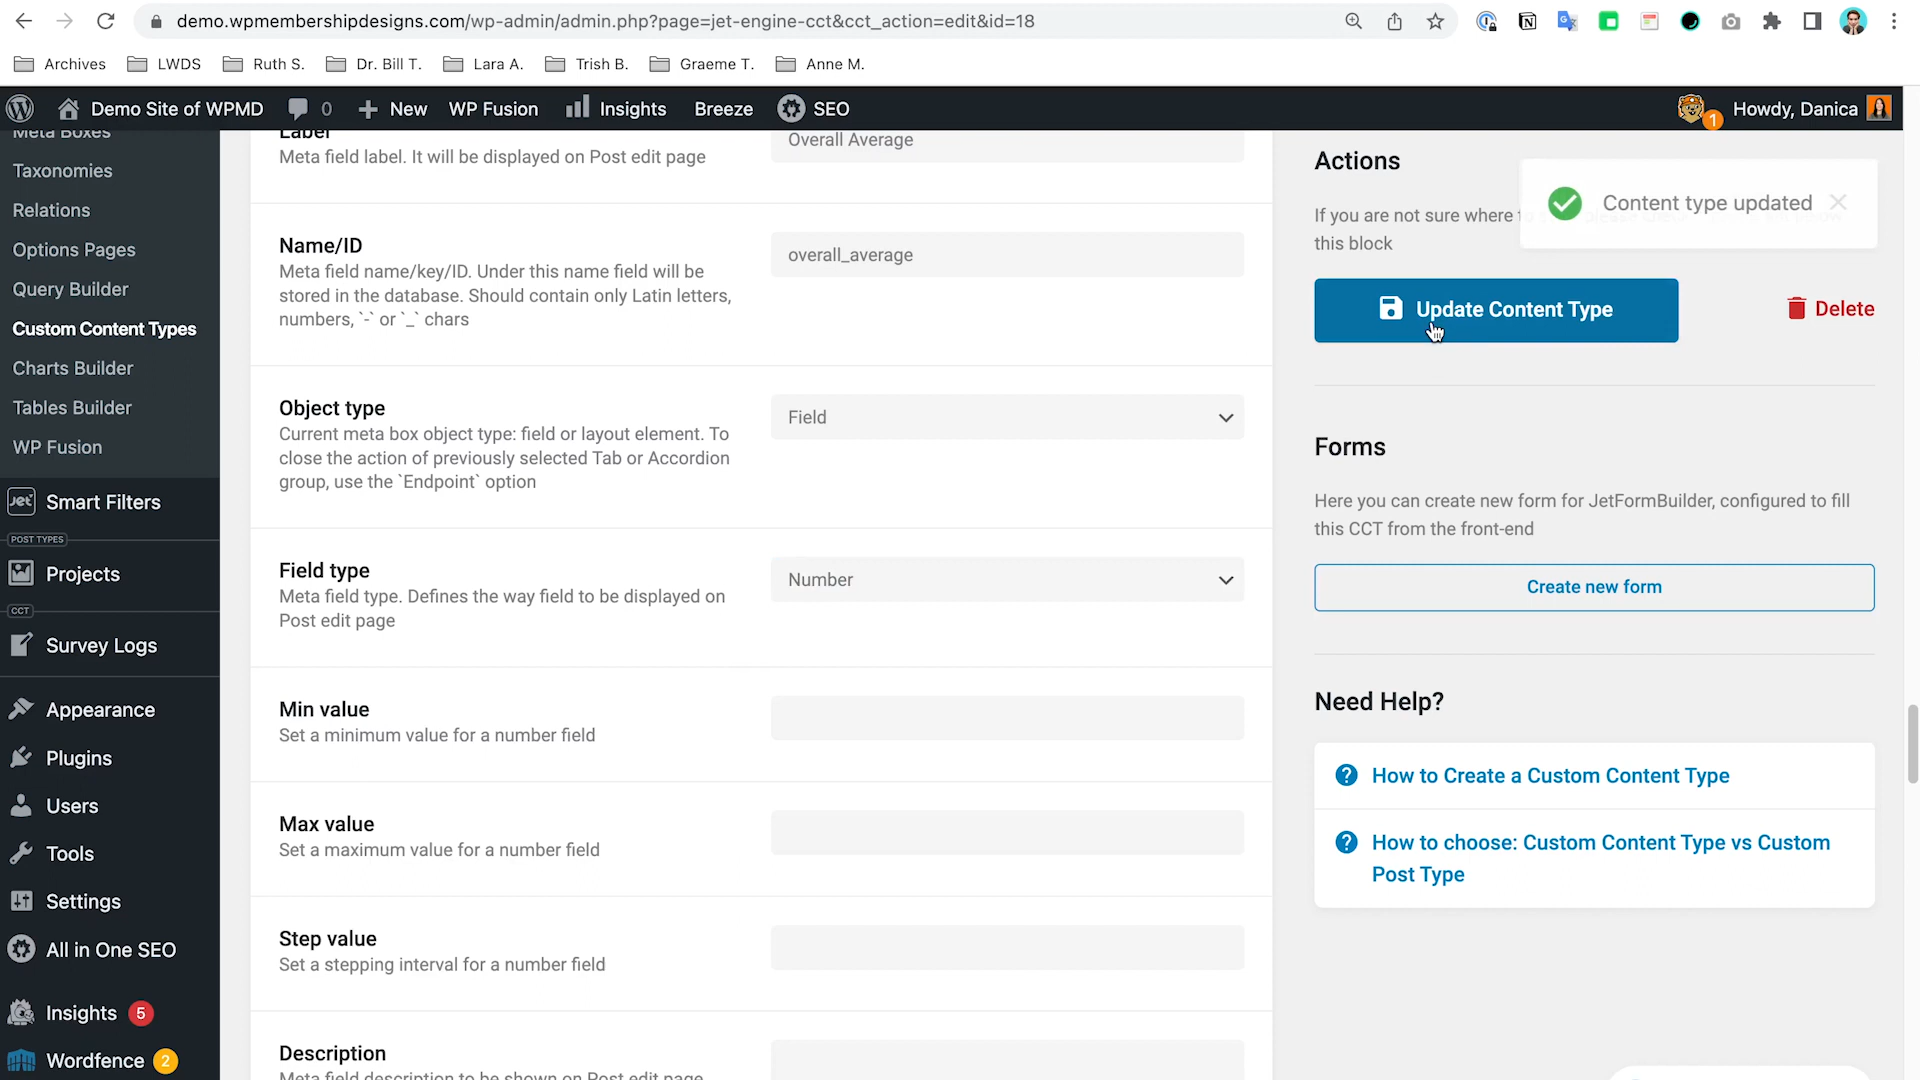 demo.wpmembershipdesigns.com/wp-admin/admin.php?page=jet-engine-cct&cct_action=edit&id=18
Archives LWDS Ruth S. Dr. Bill T. Lara A. Trish B. Graeme T. Anne M.
Demo Site of WPMD 0 New WP Fusion Insights Breeze SEO 1 Howdy, Danica
Meta Boxes
Taxonomies
Relations
Options Pages
Query Builder
Custom Content Types
Charts Builder
Tables Builder
WP Fusion
Jet Smart Filters
POST TYPES
Projects
CCT
Survey Logs
Appearance
Plugins
Users
Tools
Settings
All in One SEO
Insights 5
Wordfence 2
Label
Meta field label. It will be displayed on Post edit page
Overall Average
Name/ID
Meta field name/key/ID. Under this name field will be
stored in the database. Should contain only Latin letters,
numbers, `-` or `_` chars
overall_average
Object type
Current meta box object type: field or layout element. To
close the action of previously selected Tab or Accordion
group, use the `Endpoint` option
Field
Field type
Meta field type. Defines the way field to be displayed on
Post edit page
Number
Min value
Set a minimum value for a number field
Max value
Set a maximum value for a number field
Step value
Set a stepping interval for a number field
Description
Meta field description to be shown on Post edit page
Actions
Content type updated
If you are not sure where
this block
Update Content Type
Delete
Forms
Here you can create new form for JetFormBuilder, configured to fill
this CCT from the front-end
Create new form
Need Help?
How to Create a Custom Content Type
How to choose: Custom Content Type vs Custom
Post Type